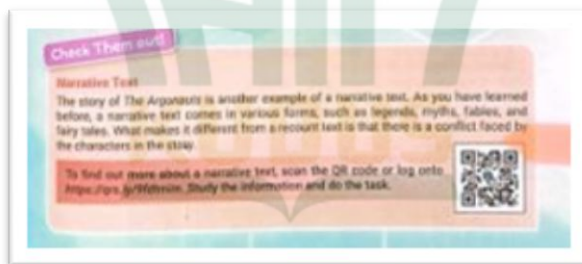 Check Them out!
Narrative Text
The story of The Argonauts is another example of a narrative text. As you have learned
before, a narrative text comes in various forms, such as legends, myths, fables, and
fairy tales. What makes it different from a recount text is that there is a conflict faced by
the characters in the story.
To find out more about a narrative text, scan the QR code or log onto
Study the information and do the task.